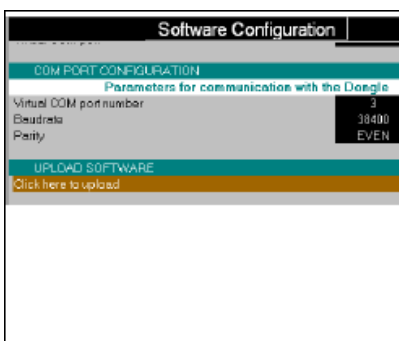 Software Configuration
COM PORT CONFIGURATION
Parameters for communication with the Dongle
Virtual COM port number 3
Baudrate 38400
Parity EVEN
UPLOAD SOFTWARE
Click here to upload